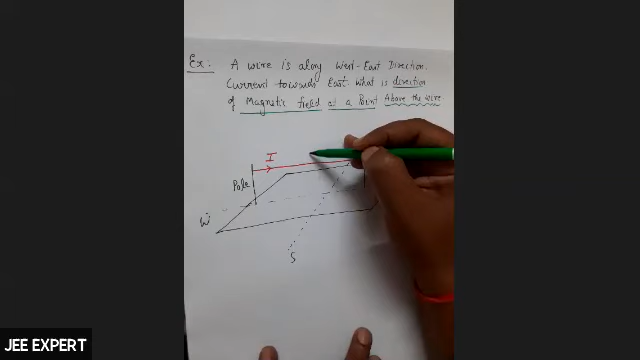 Ex: A wire is along West-East Direction.
Current towards East. What is direction
of Magnetic field at a Point Above the wire
I
Pole
W
S
JEE EXPERT